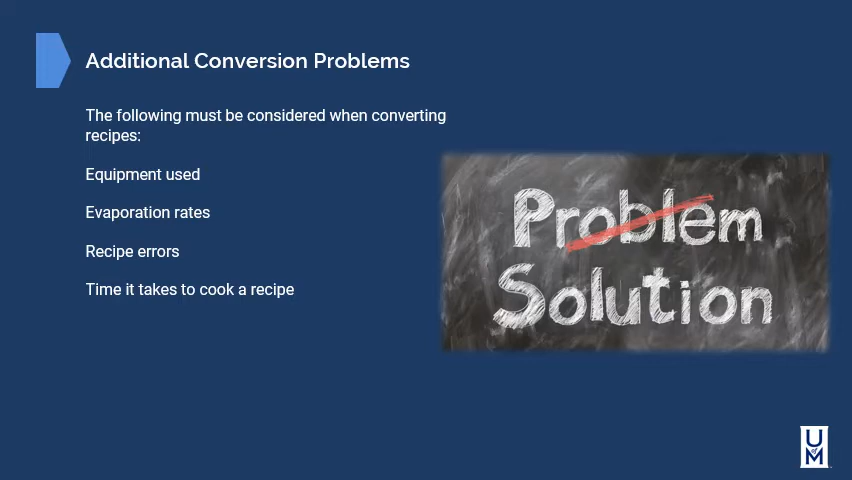 Additional Conversion Problems
The following must be considered when converting
recipes:
Equipment used
Evaporation rates
Recipe errors
Time it takes to cook a recipe
Problem
Solution
U
of
M